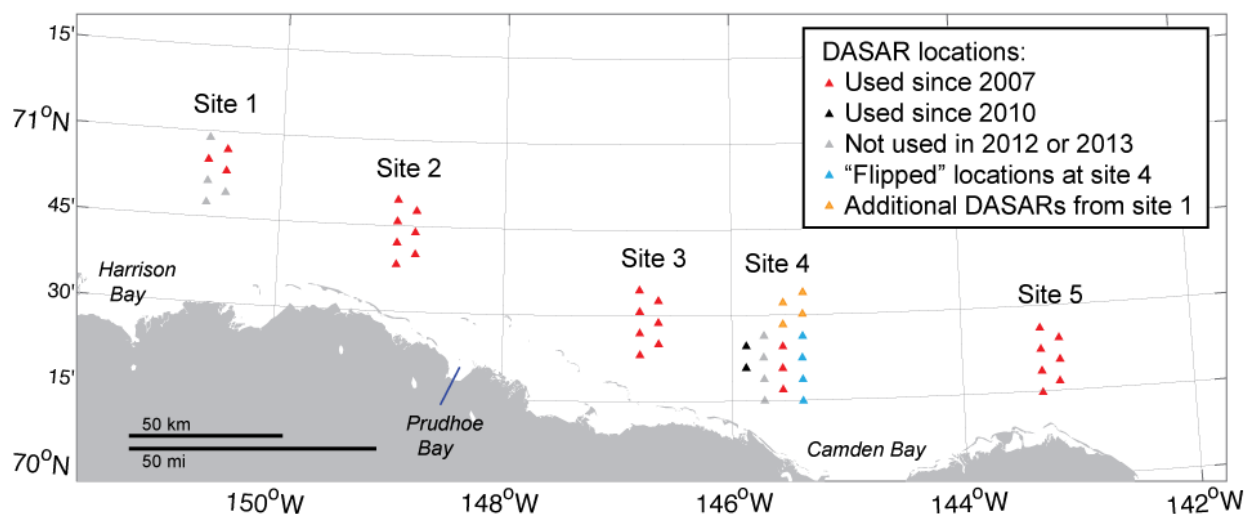 15'
71°N
45'
30'
15'
70°N
Site 1
Site 2
Site 3
Site 4
Site 5
DASAR locations:
Used since 2007
Used since 2010
Not used in 2012 or 2013
“Flipped” locations at site 4
Additional DASARs from site 1
Harrison
Bay
Prudhoe
Bay
Camden Bay
50 km
50 mi
150°W
148°W
146°W
144°W
142°W